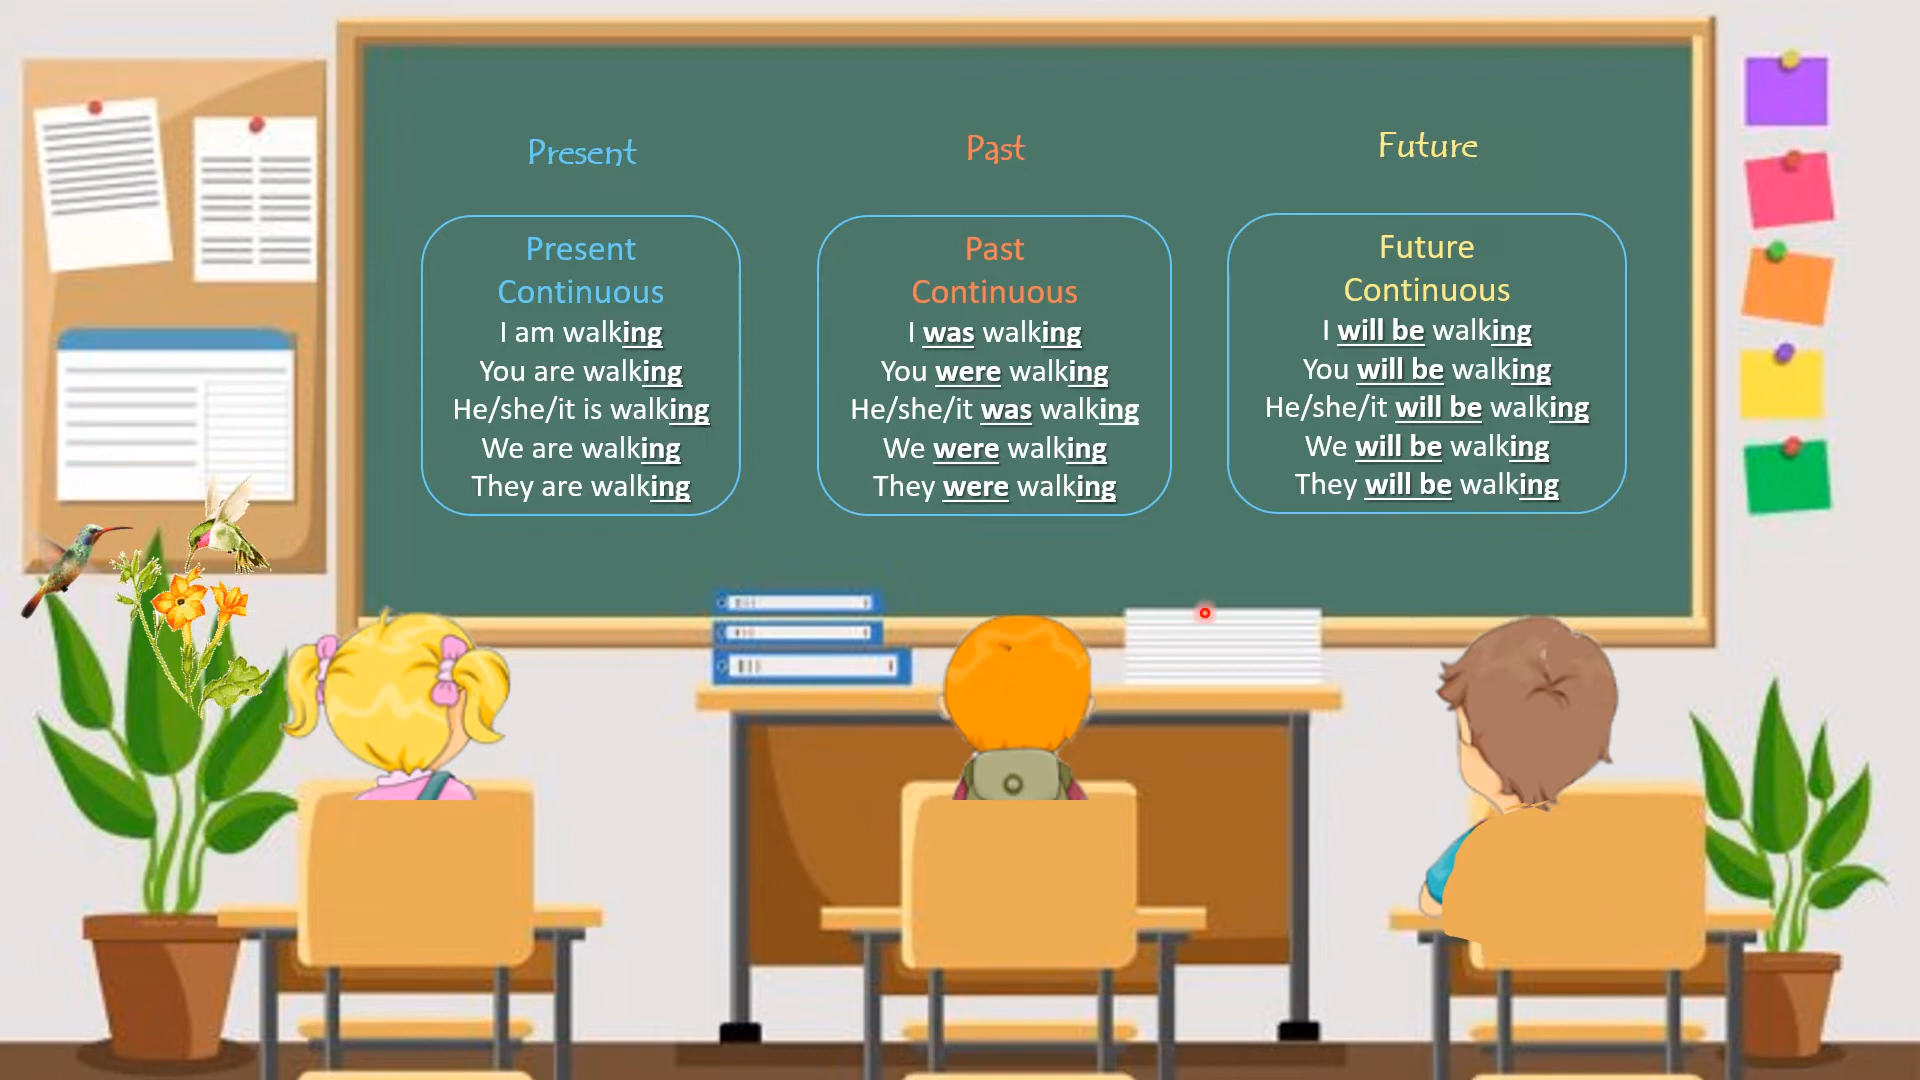 Present
Past
Future
Present
Continuous
I am walking
You are walking
He/she/it is walking
We are walking
They are walking
Past
Continuous
I was walking
You were walking
He/she/it was walking
We were walking
They were walking
Future
Continuous
I will be walking
You will be walking
He/she/it will be walking
We will be walking
They will be walking